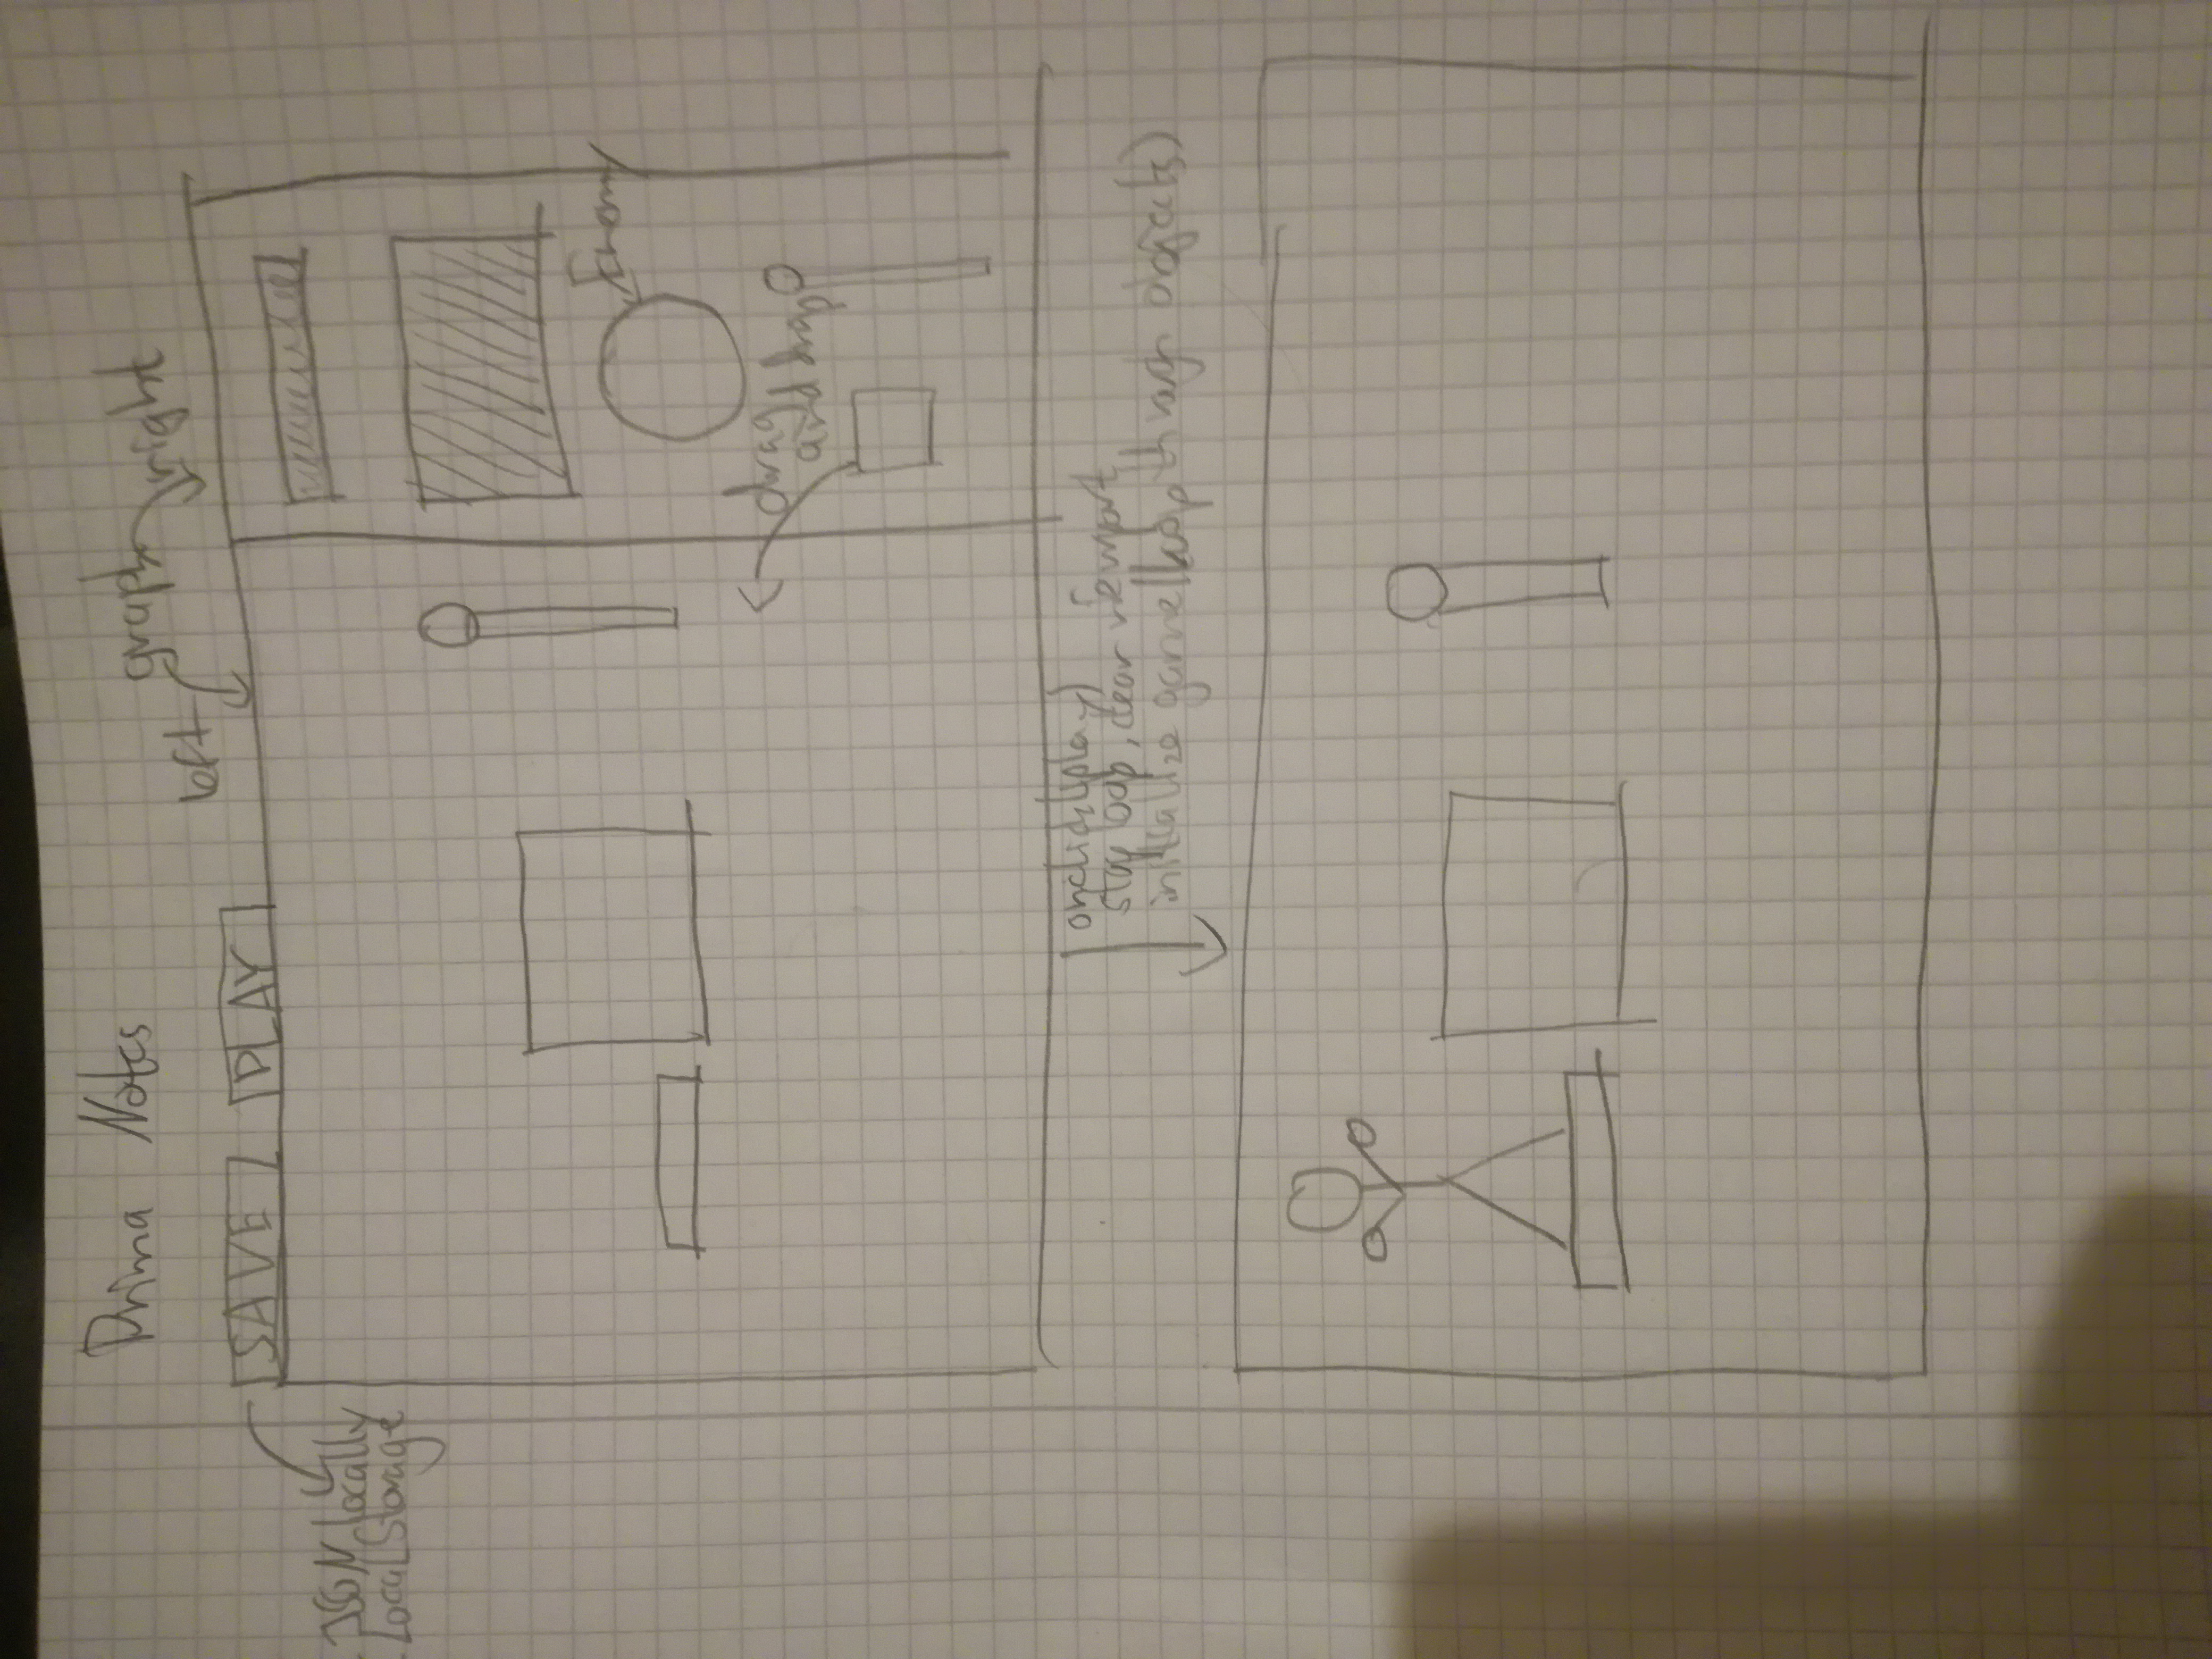 Prima Notes
graph
left
right
SAVE
PLAY
- JSON locally
- Local Storage
Enemy
drag
and drop
onclick(play)
stop loop, clear viewport
initialize game(loop through objects)